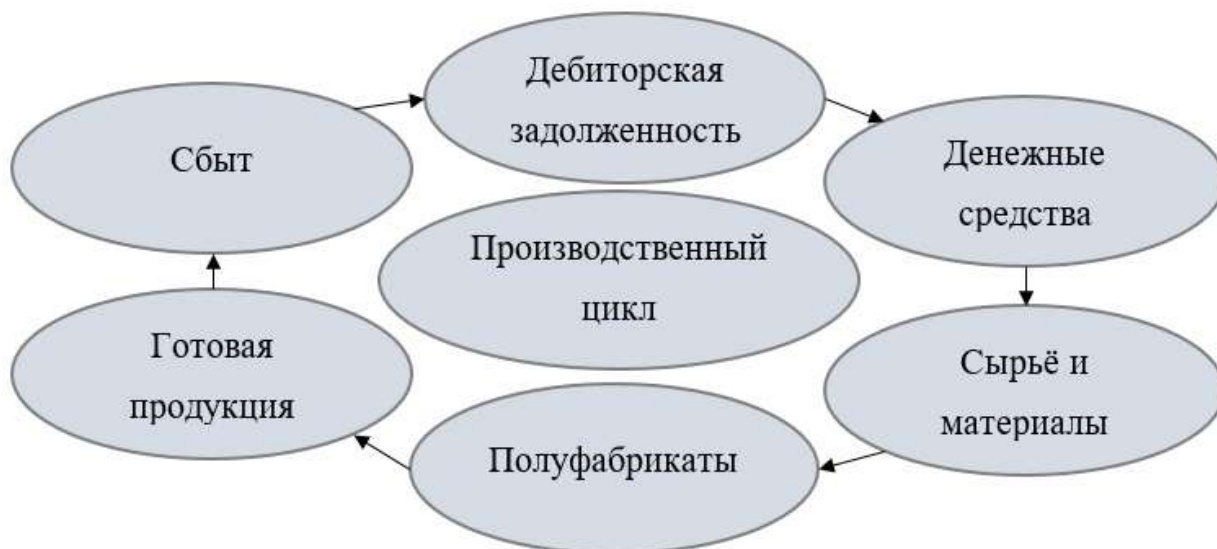 Дебиторская
задолженность
Сбыт
Денежные
средства
Производственный
цикл
Готовая
продукция
Сырьё и
материалы
Полуфабрикаты